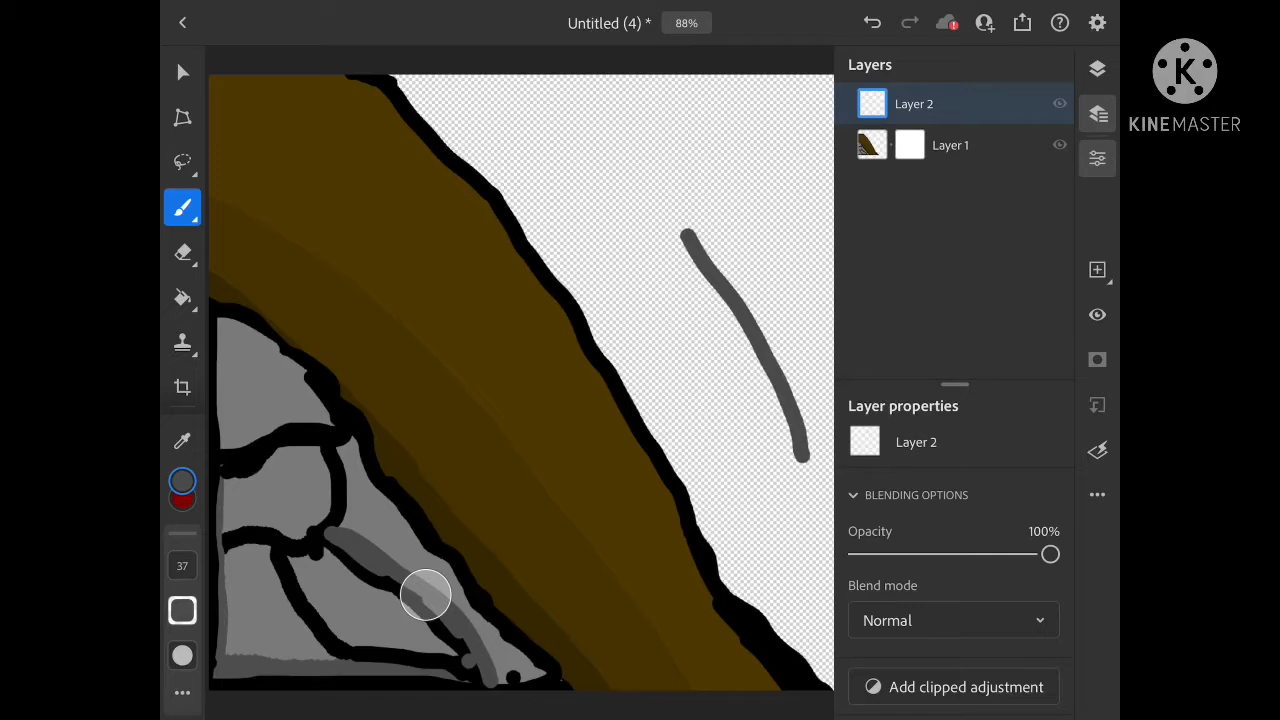 Untitled (4) *
88%
Layers
Layer 2
Layer 1
Layer properties
Layer 2
BLENDING OPTIONS
Opacity
100%
Blend mode
Normal
Add clipped adjustment
37
K
KINEMASTER